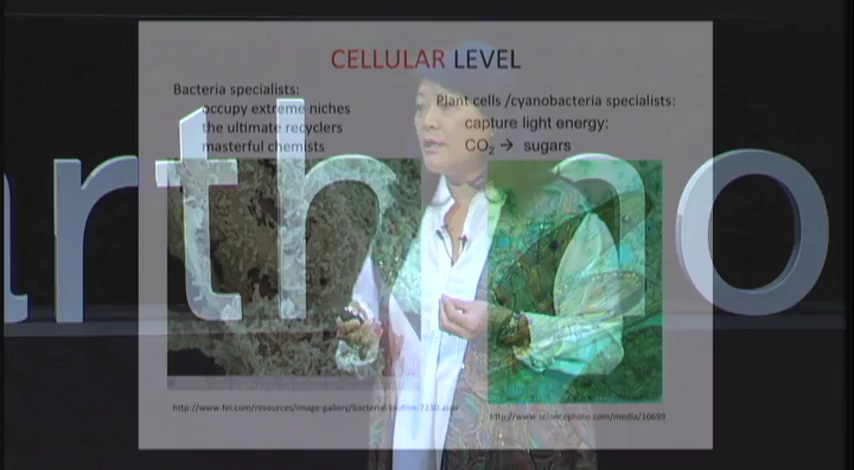 CELLULAR LEVEL
Bacteria specialists:
occupy extreme niches
the ultimate recyclers
masterful chemists
Plant cells /cyanobacteria specialists:
capture light energy:
CO₂ → sugars
http://www.fei.com/resources/image-gallery/bacterial-biofilm-7330.aspx
http://www.sciencephoto.com/media/10699
arth
o